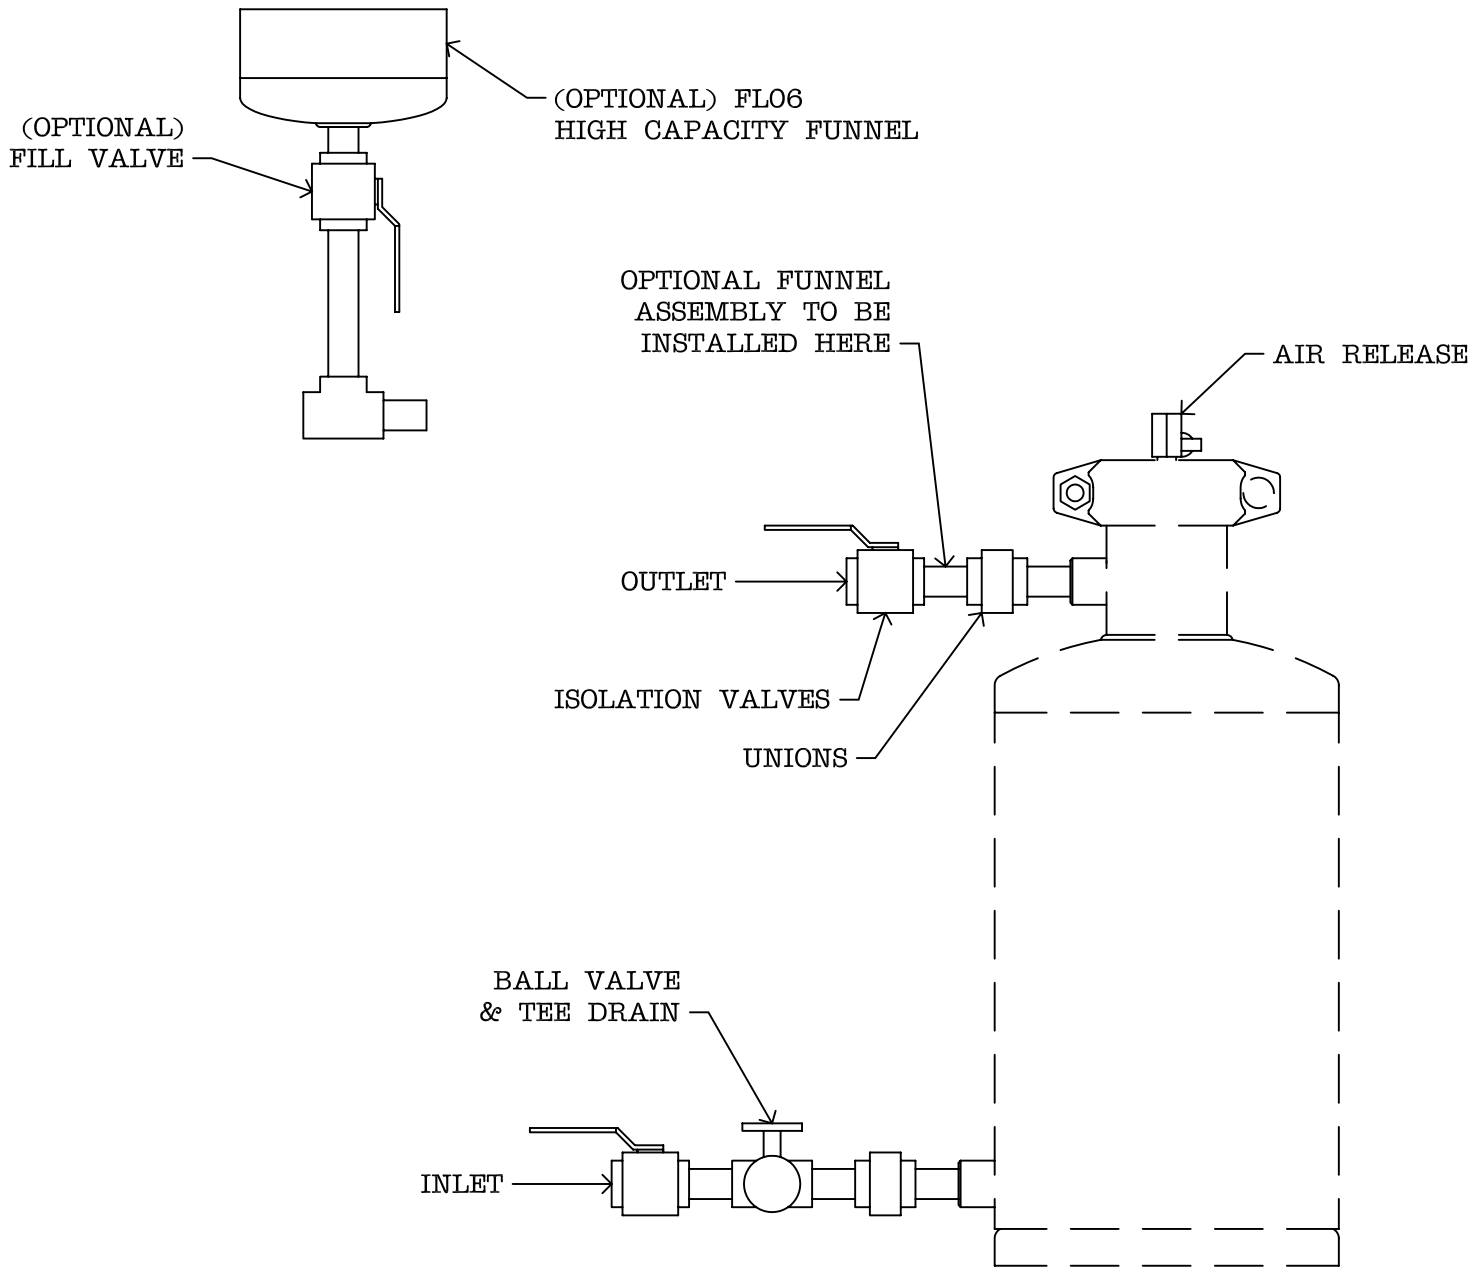 (OPTIONAL) FL06
HIGH CAPACITY FUNNEL
(OPTIONAL)
FILL VALVE
OPTIONAL FUNNEL
ASSEMBLY TO BE
INSTALLED HERE
AIR RELEASE
OUTLET
ISOLATION VALVES
UNIONS
BALL VALVE
& TEE DRAIN
INLET